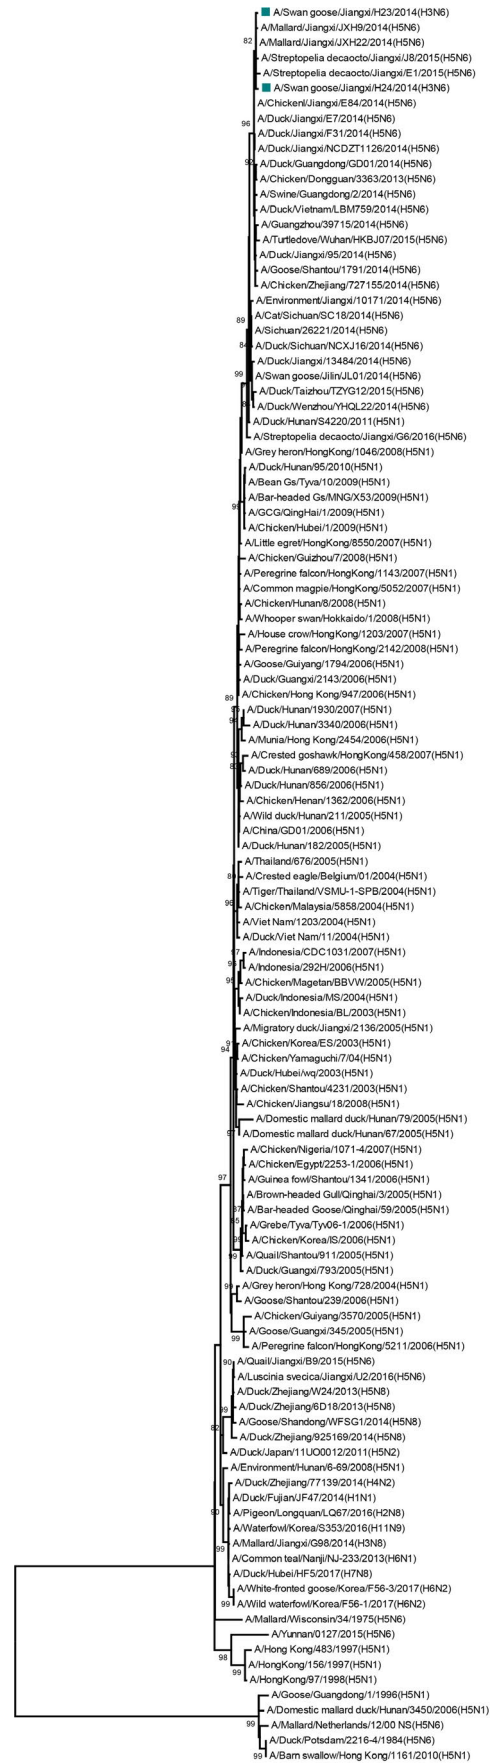 A/Swan goose/Jiangxi/H23/2014(H3N6)
A/Mallard/Jiangxi/JXH9/2014(H5N6)
82
A/Mallard/Jiangxi/JXH22/2014(H5N6)
A/Streptopelia decaocto/Jiangxi/J8/2015(H5N6)
A/Streptopelia decaocto/Jiangxi/E1/2015(H5N6)
A/Swan goose/Jiangxi/H24/2014(H3N6)
A/Chickenl/Jiangxi/E84/2014(H5N6)
A/Duck/Jiangxi/E7/2014(H5N6)
96
A/Duck/Jiangxi/F31/2014(H5N6)
A/Duck/Jiangxi/NCDZT1126/2014(H5N6)
A/Duck/Guangdong/GD01/2014(H5N6)
A/Chicken/Dongguan/3363/2013(H5N6)
A/Swine/Guangdong/2/2014(H5N6)
A/Duck/Vietnam/LBM759/2014(H5N6)
A/Guangzhou/39715/2014(H5N6)
A/Turtledove/Wuhan/HKBJ07/2015(H5N6)
A/Duck/Jiangxi/95/2014(H5N6)
A/Goose/Shantou/1791/2014(H5N6)
A/Chicken/Zhejiang/727155/2014(H5N6)
A/Environment/Jiangxi/10171/2014(H5N6)
A/Cat/Sichuan/SC18/2014(H5N6)
89
A/Sichuan/26221/2014(H5N6)
A/Duck/Sichuan/NCXJ16/2014(H5N6)
A/Duck/Jiangxi/13484/2014(H5N6)
99
A/Swan goose/Jilin/JL01/2014(H5N6)
A/Duck/Taizhou/TZYG12/2015(H5N6)
A/Duck/Wenzhou/YHQL22/2014(H5N6)
A/Duck/Hunan/S4220/2011(H5N1)
A/Streptopelia decaocto/Jiangxi/G6/2016(H5N6)
A/Grey heron/HongKong/1046/2008(H5N1)
A/Duck/Hunan/95/2010(H5N1)
A/Bean Gs/Tyva/10/2009(H5N1)
A/Bar-headed Gs/MNG/X53/2009(H5N1)
A/GCG/QingHai/1/2009(H5N1)
A/Chicken/Hubei/1/2009(H5N1)
A/Little egret/HongKong/8550/2007(H5N1)
A/Chicken/Guizhou/7/2008(H5N1)
A/Peregrine falcon/HongKong/1143/2007(H5N1)
A/Common magpie/HongKong/5052/2007(H5N1)
A/Chicken/Hunan/8/2008(H5N1)
A/Whooper swan/Hokkaido/1/2008(H5N1)
A/House crow/HongKong/1203/2007(H5N1)
A/Peregrine falcon/HongKong/2142/2008(H5N1)
A/Goose/Guiyang/1794/2006(H5N1)
A/Duck/Guangxi/2143/2006(H5N1)
A/Chicken/Hong Kong/947/2006(H5N1)
89
A/Duck/Hunan/1930/2007(H5N1)
A/Duck/Hunan/3340/2006(H5N1)
A/Munia/Hong Kong/2454/2006(H5N1)
A/Crested goshawk/HongKong/458/2007(H5N1)
A/Duck/Hunan/689/2006(H5N1)
A/Duck/Hunan/856/2006(H5N1)
A/Chicken/Henan/1362/2006(H5N1)
A/Wild duck/Hunan/211/2005(H5N1)
A/China/GD01/2006(H5N1)
A/Duck/Hunan/182/2005(H5N1)
A/Thailand/676/2005(H5N1)
A/Crested eagle/Belgium/01/2004(H5N1)
A/Tiger/Thailand/VSMU-1-SPB/2004(H5N1)
96
A/Chicken/Malaysia/5858/2004(H5N1)
A/Viet Nam/1203/2004(H5N1)
A/Duck/Viet Nam/11/2004(H5N1)
A/Indonesia/CDC1031/2007(H5N1)
A/Indonesia/292H/2006(H5N1)
A/Chicken/Magetan/BBVW/2005(H5N1)
A/Duck/Indonesia/MS/2004(H5N1)
A/Chicken/Indonesia/BL/2003(H5N1)
A/Migratory duck/Jiangxi/2136/2005(H5N1)
A/Chicken/Korea/ES/2003(H5N1)
94
A/Chicken/Yamaguchi/7/04(H5N1)
A/Duck/Hubei/wq/2003(H5N1)
A/Chicken/Shantou/4231/2003(H5N1)
A/Chicken/Jiangsu/18/2008(H5N1)
A/Domestic mallard duck/Hunan/79/2005(H5N1)
A/Domestic mallard duck/Hunan/67/2005(H5N1)
A/Chicken/Nigeria/1071-4/2007(H5N1)
A/Chicken/Egypt/2253-1/2006(H5N1)
97
A/Guinea fowl/Shantou/1341/2006(H5N1)
A/Brown-headed Gull/Qinghai/3/2005(H5N1)
A/Bar-headed Goose/Qinghai/59/2005(H5N1)
A/Grebe/Tyva/Tyv06-1/2006(H5N1)
A/Chicken/Korea/IS/2006(H5N1)
A/Quail/Shantou/911/2005(H5N1)
99
A/Duck/Guangxi/793/2005(H5N1)
A/Grey heron/Hong Kong/728/2004(H5N1)
99
A/Goose/Shantou/239/2006(H5N1)
A/Chicken/Guiyang/3570/2005(H5N1)
A/Goose/Guangxi/345/2005(H5N1)
99
A/Peregrine falcon/HongKong/5211/2006(H5N1)
90
A/Quail/Jiangxi/B9/2015(H5N6)
A/Luscinia svecica/Jiangxi/U2/2016(H5N6)
A/Duck/Zhejiang/W24/2013(H5N8)
A/Duck/Zhejiang/6D18/2013(H5N8)
99
A/Goose/Shandong/WFSG1/2014(H5N8)
82
A/Duck/Zhejiang/925169/2014(H5N8)
A/Duck/Japan/11UO0012/2011(H5N2)
A/Environment/Hunan/6-69/2008(H5N1)
A/Duck/Zhejiang/77139/2014(H4N2)
A/Duck/Fujian/JF47/2014(H1N1)
90
A/Pigeon/Longquan/LQ67/2016(H2N8)
A/Waterfowl/Korea/S353/2016(H11N9)
A/Mallard/Jiangxi/G98/2014(H3N8)
99
A/Common teal/Nanji/NJ-233/2013(H6N1)
A/Duck/Hubei/HF5/2017(H7N8)
A/White-fronted goose/Korea/F56-3/2017(H6N2)
99
A/Wild waterfowl/Korea/F56-1/2017(H6N2)
A/Mallard/Wisconsin/34/1975(H5N6)
A/Yunnan/0127/2015(H5N6)
A/Hong Kong/483/1997(H5N1)
98
A/HongKong/156/1997(H5N1)
99
A/HongKong/97/1998(H5N1)
A/Goose/Guangdong/1/1996(H5N1)
A/Domestic mallard duck/Hunan/3450/2006(H5N1)
99
A/Mallard/Netherlands/12/00 NS(H5N6)
A/Duck/Potsdam/2216-4/1984(H5N6)
99
A/Barn swallow/Hong Kong/1161/2010(H5N1)